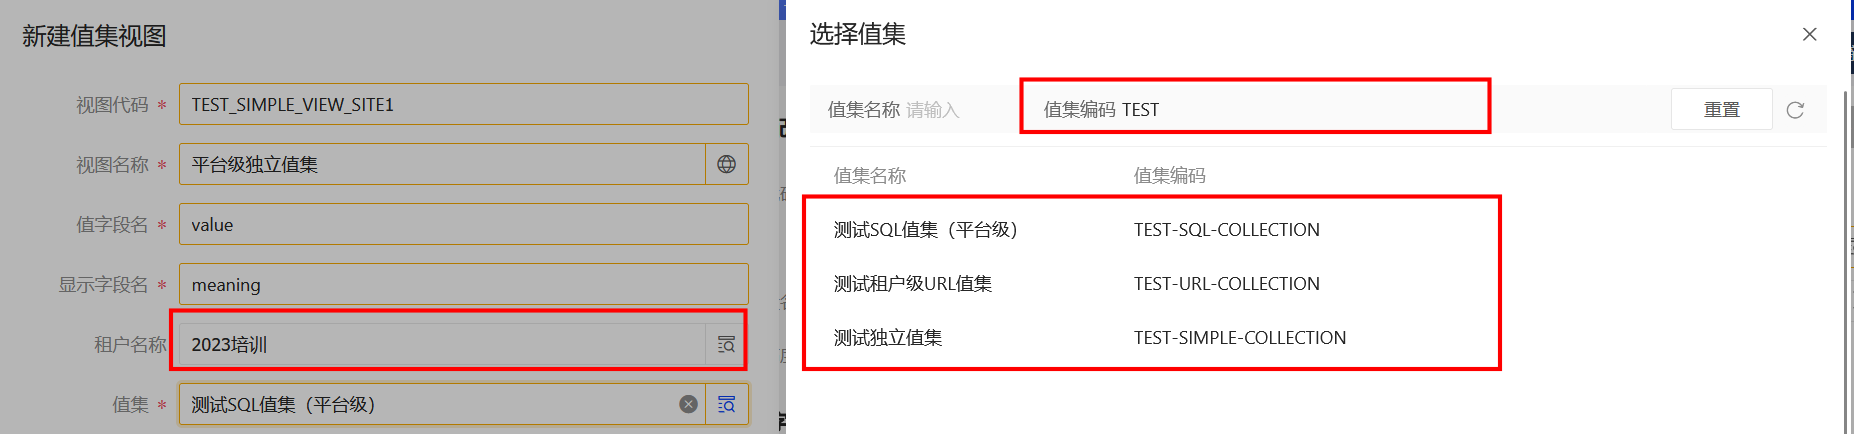 新建值集视图
视图代码 * TEST_SIMPLE_VIEW_SITE1
视图名称 * 平台级独立值集
值字段名 * value
显示字段名 * meaning
租户名称 2023培训
值集 * 测试SQL值集（平台级）
选择值集
值集名称 请输入 值集编码 TEST 重置
值集名称 值集编码
测试SQL值集（平台级） TEST-SQL-COLLECTION
测试租户级URL值集 TEST-URL-COLLECTION
测试独立值集 TEST-SIMPLE-COLLECTION